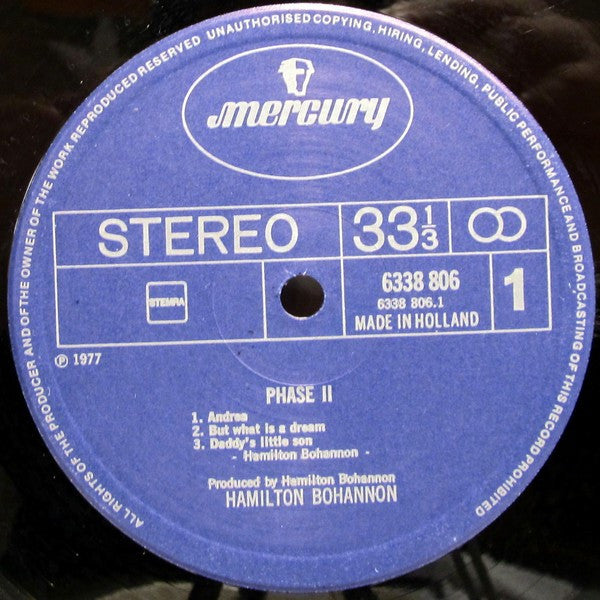 ALL RIGHTS OF THE PRODUCER AND OF THE OWNER OF THE WORK REPRODUCED RESERVED UNAUTHORISED COPYING, HIRING, LENDING, PUBLIC PERFORMANCE AND BROADCASTING OF THIS RECORD PROHIBITED
mercury
STEREO 33⅓
STEMRA
6338 806
6338 806.1
MADE IN HOLLAND
1
℗ 1977
PHASE II
1. Andrea
2. But what is a dream
3. Daddy's little son
- Hamilton Bohannon -
Produced by Hamilton Bohannon
HAMILTON BOHANNON